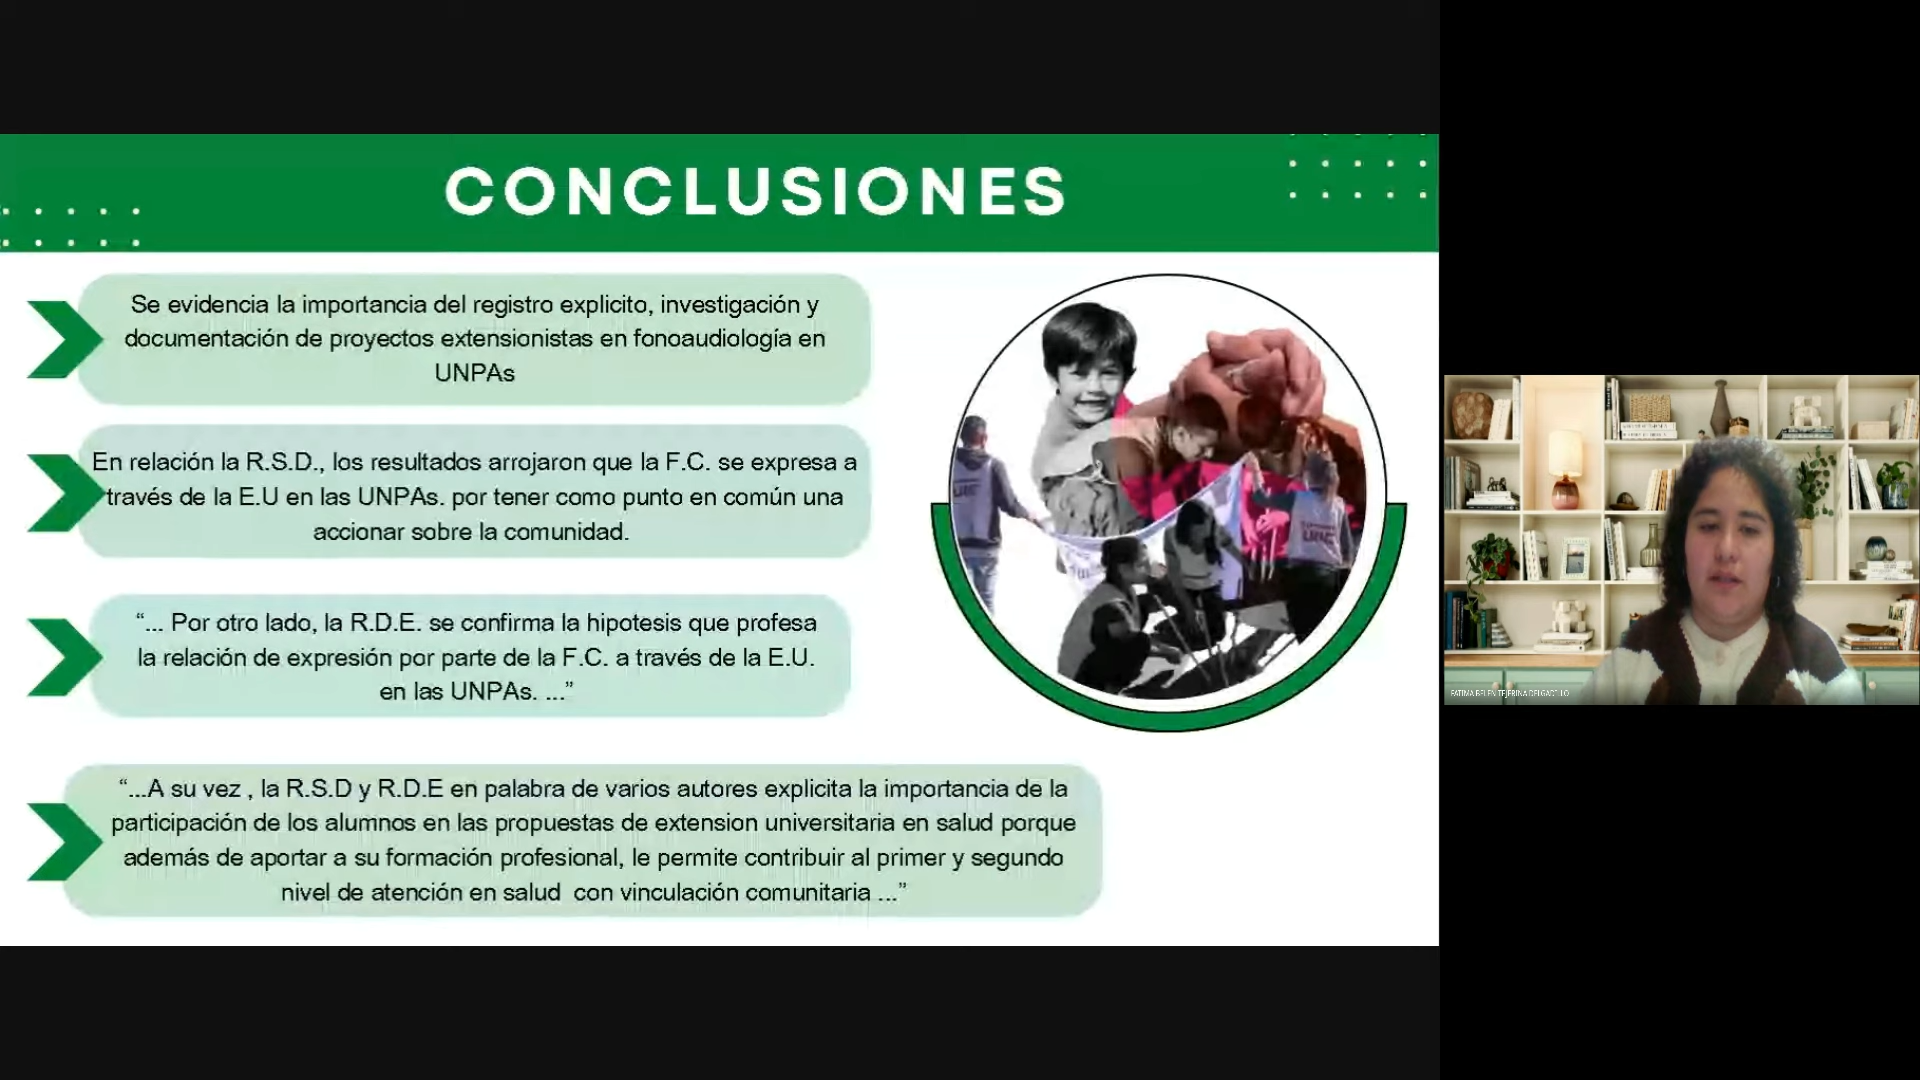 CONCLUSIONES
Se evidencia la importancia del registro explicito, investigación y
documentación de proyectos extensionistas en fonoaudiología en
UNPAs
En relación la R.S.D., los resultados arrojaron que la F.C. se expresa a
través de la E.U en las UNPAs. por tener como punto en común una
accionar sobre la comunidad.
“... Por otro lado, la R.D.E. se confirma la hipotesis que profesa
la relación de expresión por parte de la F.C. a través de la E.U.
en las UNPAs. ...”
“...A su vez , la R.S.D y R.D.E en palabra de varios autores explicita la importancia de la
participación de los alumnos en las propuestas de extension universitaria en salud porque
además de aportar a su formación profesional, le permite contribuir al primer y segundo
nivel de atención en salud con vinculación comunitaria ...”
FATIMA BELEN TEJERINA DELGADILLO